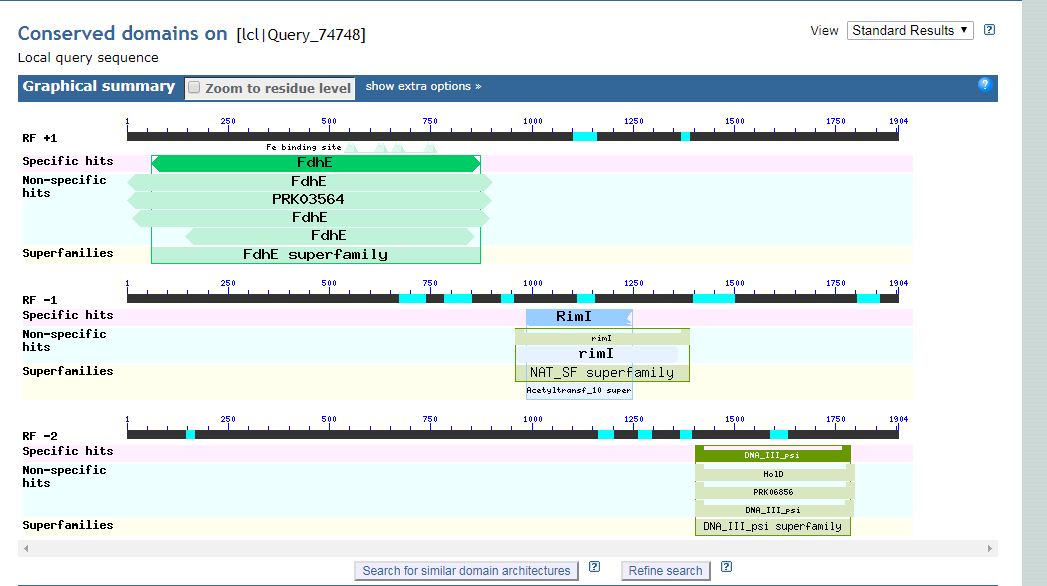 Conserved domains on [lcl|Query_74748]
View Standard Results ▼ ?
Local query sequence
Graphical summary Zoom to residue level show extra options » ?
1 250 500 750 1000 1250 1500 1750 1904
RF +1
Fe binding site
Specific hits FdhE
Non-specific hits FdhE
PRK03564
FdhE
FdhE
Superfamilies FdhE superfamily
1 250 500 750 1000 1250 1500 1750 1904
RF -1
Specific hits RimI
Non-specific hits rimI
rimI
Superfamilies NAT_SF superfamily
Acetyltransf_10 super
1 250 500 750 1000 1250 1500 1750 1904
RF -2
Specific hits DNA_III_psi
Non-specific hits HolD
PRK06856
DNA_III_psi
Superfamilies DNA_III_psi superfamily
Search for similar domain architectures ? Refine search ?